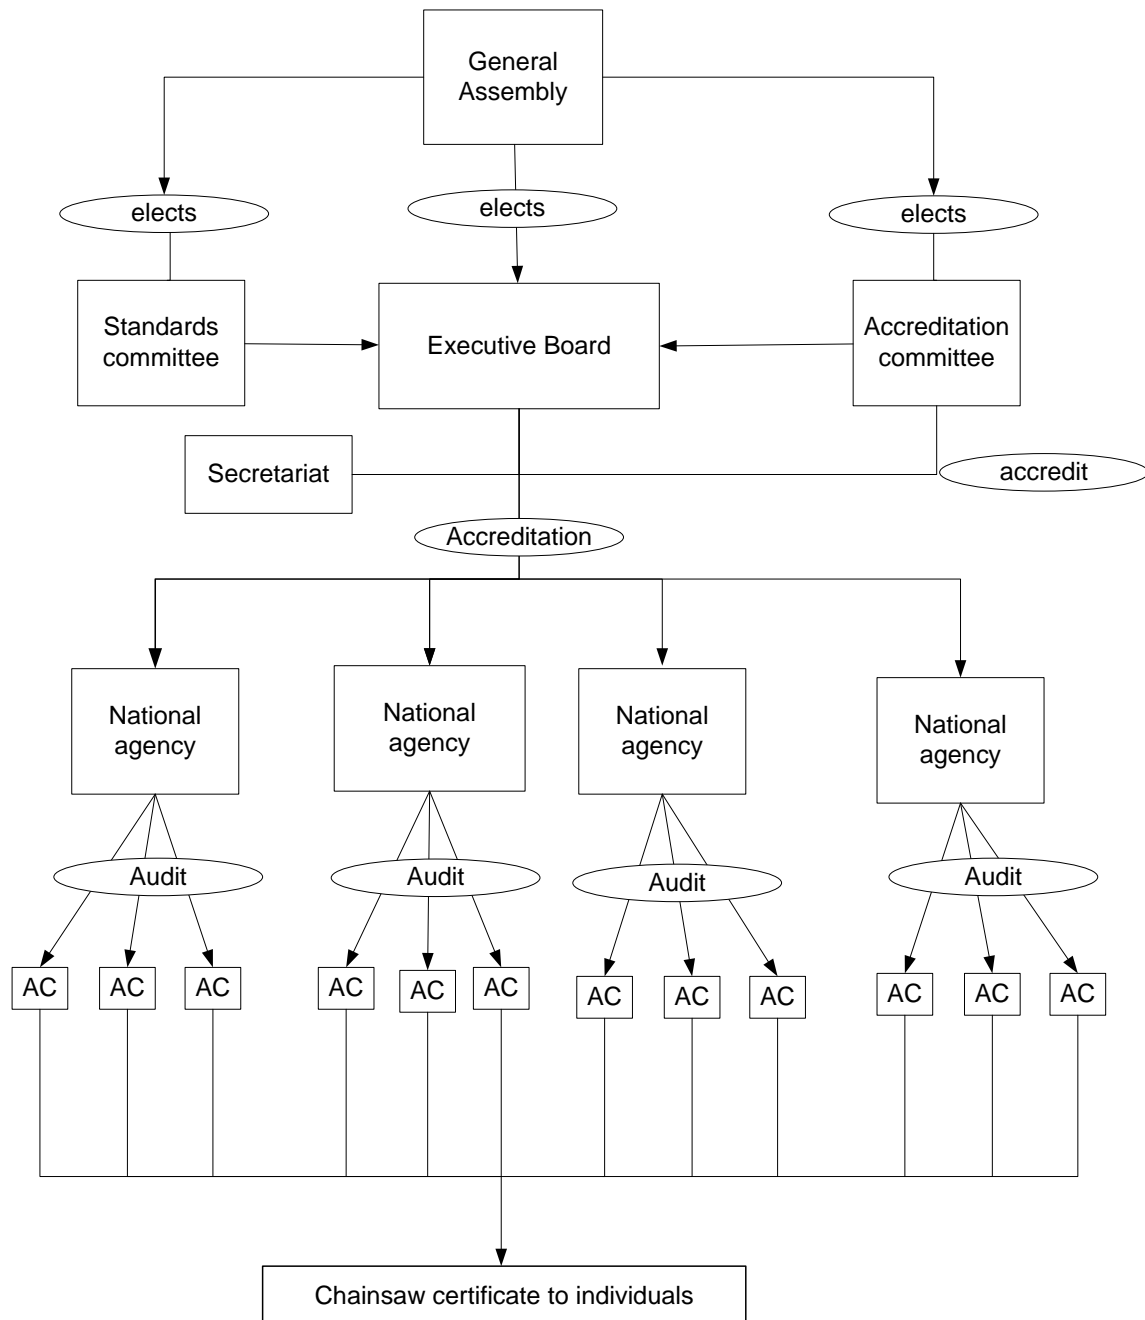 General
Assembly
elects
elects
elects
Standards
committee
Executive Board
Accreditation
committee
Secretariat
accredit
Accreditation
National
agency
National
agency
National
agency
National
agency
Audit
Audit
Audit
Audit
AC
AC
AC
AC
AC
AC
AC
AC
AC
AC
AC
AC
Chainsaw certificate to individuals